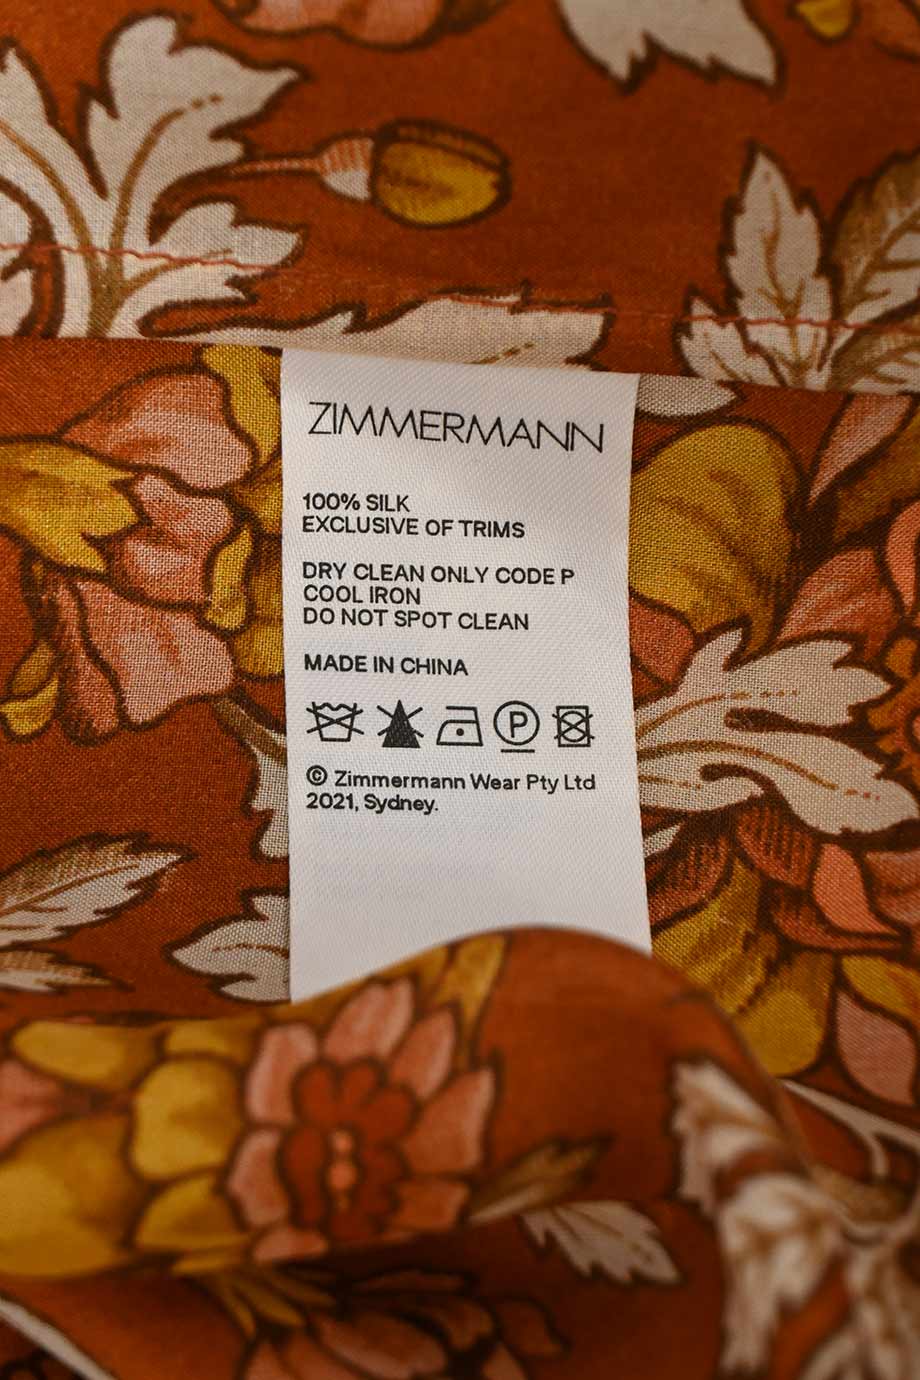 ZIMMERMANN
100% SILK
EXCLUSIVE OF TRIMS
DRY CLEAN ONLY CODE P
COOL IRON
DO NOT SPOT CLEAN
MADE IN CHINA
P
© Zimmermann Wear Pty Ltd
2021, Sydney.